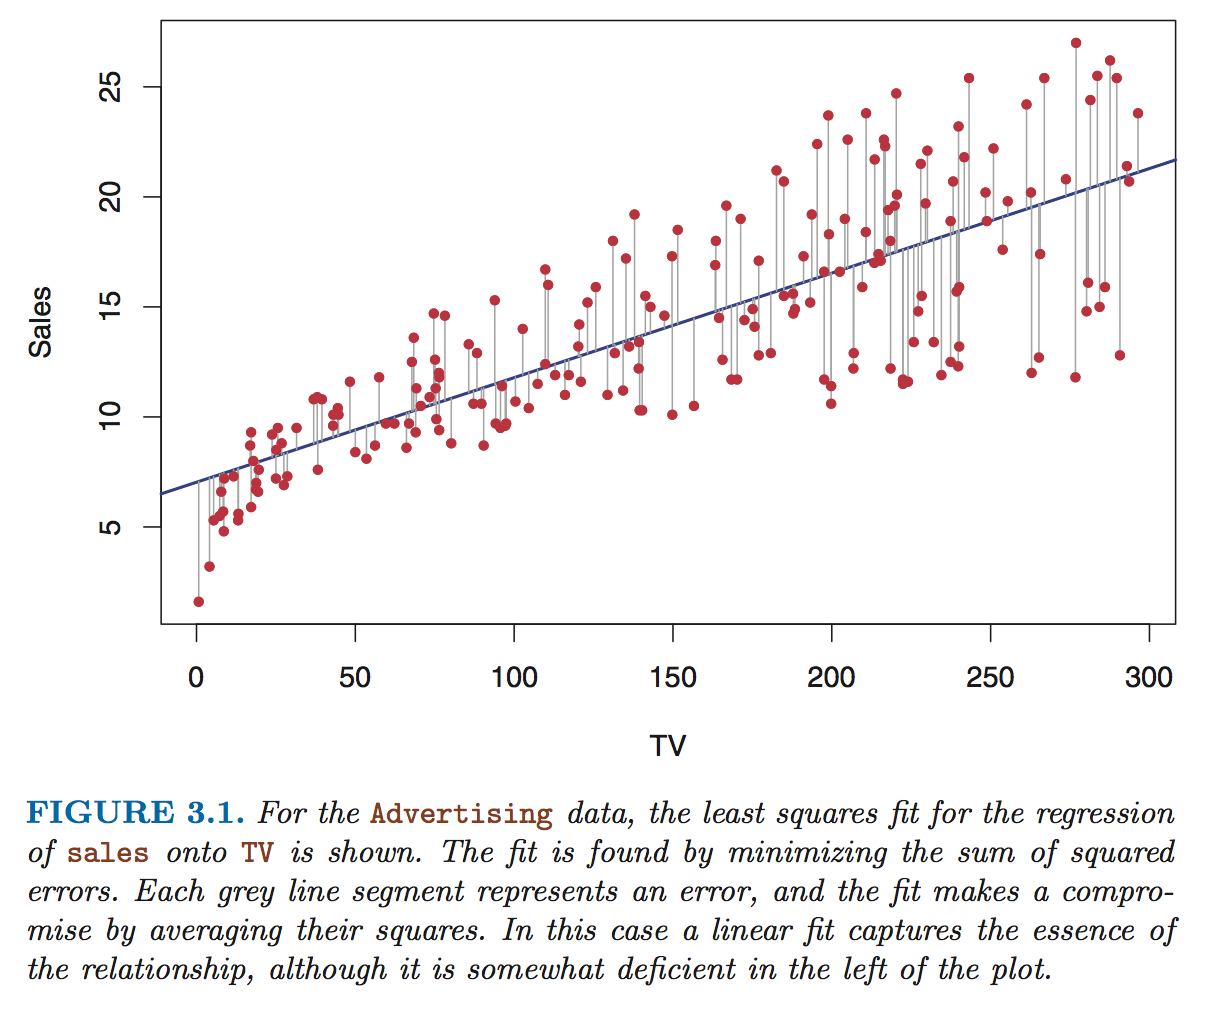 25
20
15
10
5
Sales
0 50 100 150 200 250 300
TV
FIGURE 3.1. For the Advertising data, the least squares fit for the regression
of sales onto TV is shown. The fit is found by minimizing the sum of squared
errors. Each grey line segment represents an error, and the fit makes a compro-
mise by averaging their squares. In this case a linear fit captures the essence of
the relationship, although it is somewhat deficient in the left of the plot.